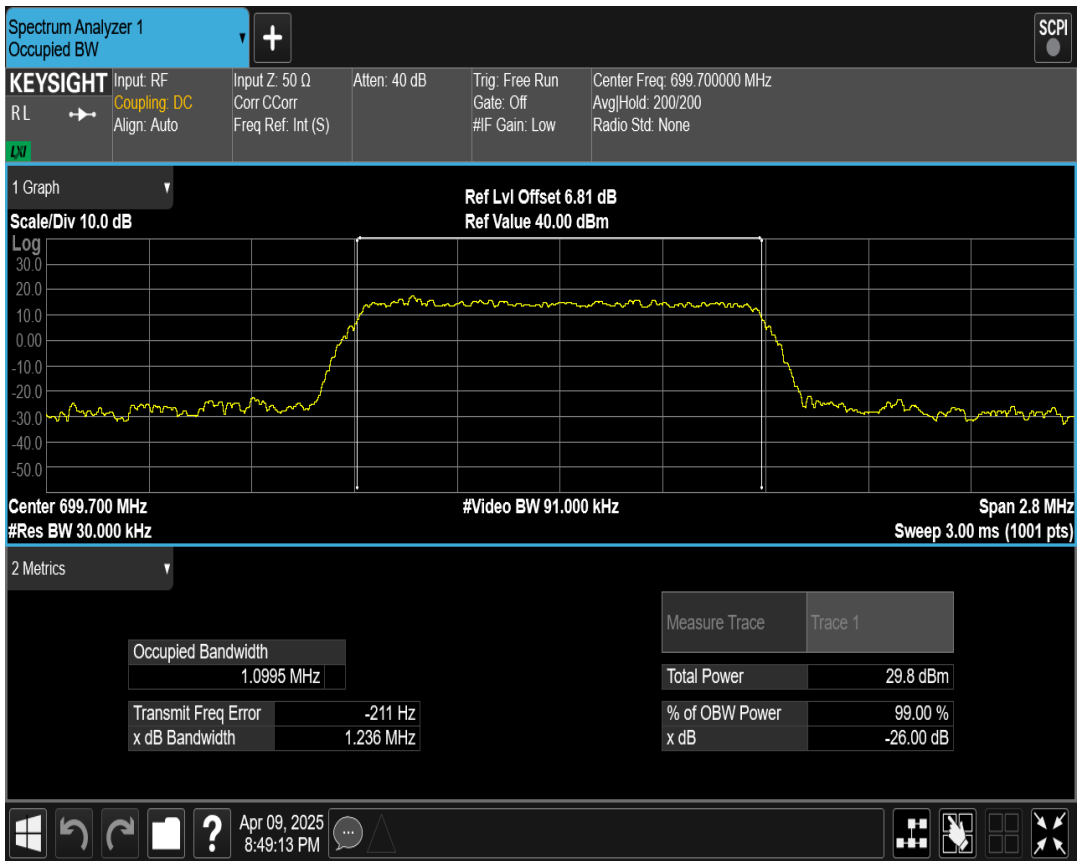 Spectrum Analyzer 1
Occupied BW
+
SCPI
KEYSIGHT
R L
LXI
Input: RF
Coupling: DC
Align: Auto
Input Z: 50 Ω
Corr CCorr
Freq Ref: Int (S)
Atten: 40 dB
Trig: Free Run
Gate: Off
#IF Gain: Low
Center Freq: 699.700000 MHz
Avg|Hold: 200/200
Radio Std: None
1 Graph
Scale/Div 10.0 dB
Ref Lvl Offset 6.81 dB
Ref Value 40.00 dBm
Log
30.0
20.0
10.0
0.00
-10.0
-20.0
-30.0
-40.0
-50.0
Center 699.700 MHz
#Video BW 91.000 kHz
Span 2.8 MHz
#Res BW 30.000 kHz
Sweep 3.00 ms (1001 pts)
2 Metrics
Measure Trace Trace 1
Occupied Bandwidth
1.0995 MHz
Total Power 29.8 dBm
Transmit Freq Error -211 Hz
% of OBW Power 99.00 %
x dB Bandwidth 1.236 MHz
x dB -26.00 dB
?
Apr 09, 2025
8:49:13 PM